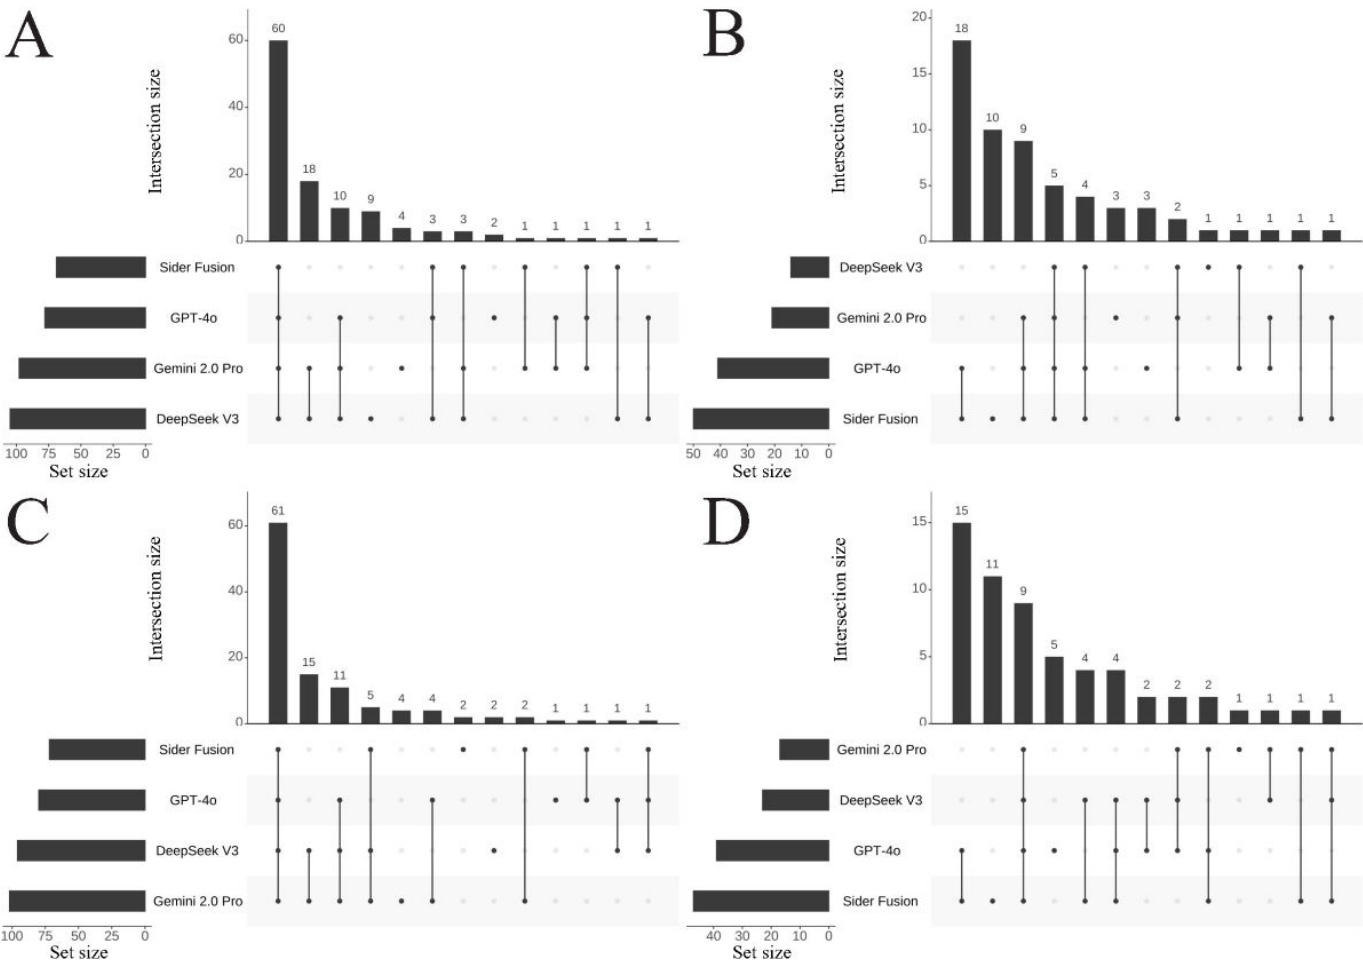 A
Intersection size
60
40
20
0
60
18
10
9
4
3
3
2
1
1
1
1
1
Sider Fusion
GPT-4o
Gemini 2.0 Pro
DeepSeek V3
100 75 50 25 0
Set size
B
Intersection size
20
15
10
5
0
18
10
9
5
4
3
3
2
1
1
1
1
1
DeepSeek V3
Gemini 2.0 Pro
GPT-4o
Sider Fusion
50 40 30 20 10 0
Set size
C
Intersection size
60
40
20
0
61
15
11
5
4
4
2
2
2
1
1
1
1
Sider Fusion
GPT-4o
DeepSeek V3
Gemini 2.0 Pro
100 75 50 25 0
Set size
D
Intersection size
15
10
5
0
15
11
9
5
4
4
2
2
2
1
1
1
1
Gemini 2.0 Pro
DeepSeek V3
GPT-4o
Sider Fusion
40 30 20 10 0
Set size